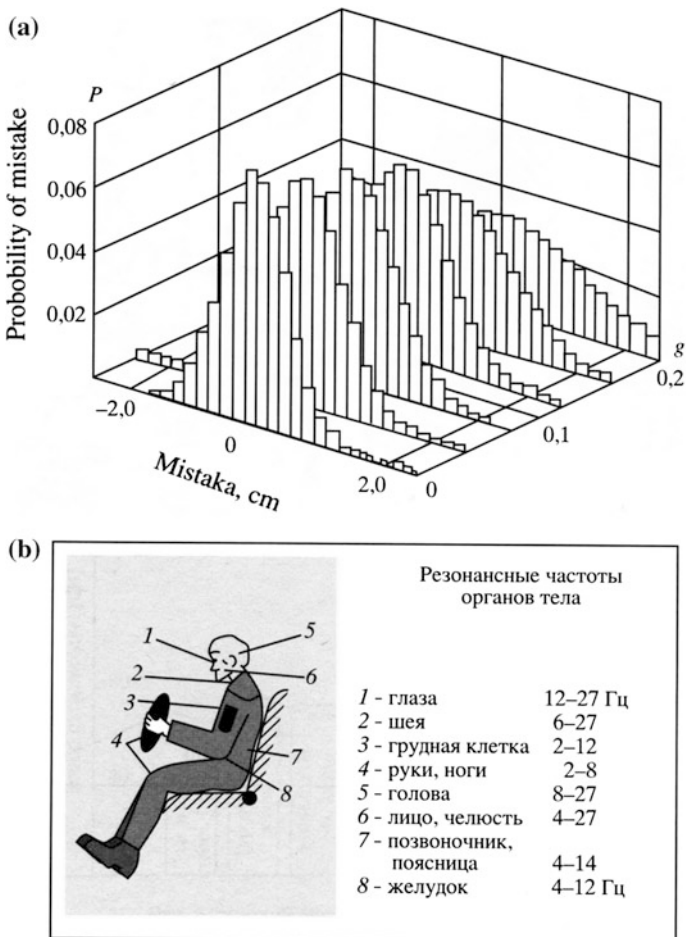 (a)
P
0,08
0,06
0,04
0,02
Probobility of mistake
–2,0
0
2,0
Mistaka, cm
0
0,1
0,2
g
(b)
1
2
3
4
5
6
7
8
Резонансные частоты
органов тела
1 - глаза 12–27 Гц
2 - шея 6–27
3 - грудная клетка 2–12
4 - руки, ноги 2–8
5 - голова 8–27
6 - лицо, челюсть 4–27
7 - позвоночник,
поясница 4–14
8 - желудок 4–12 Гц